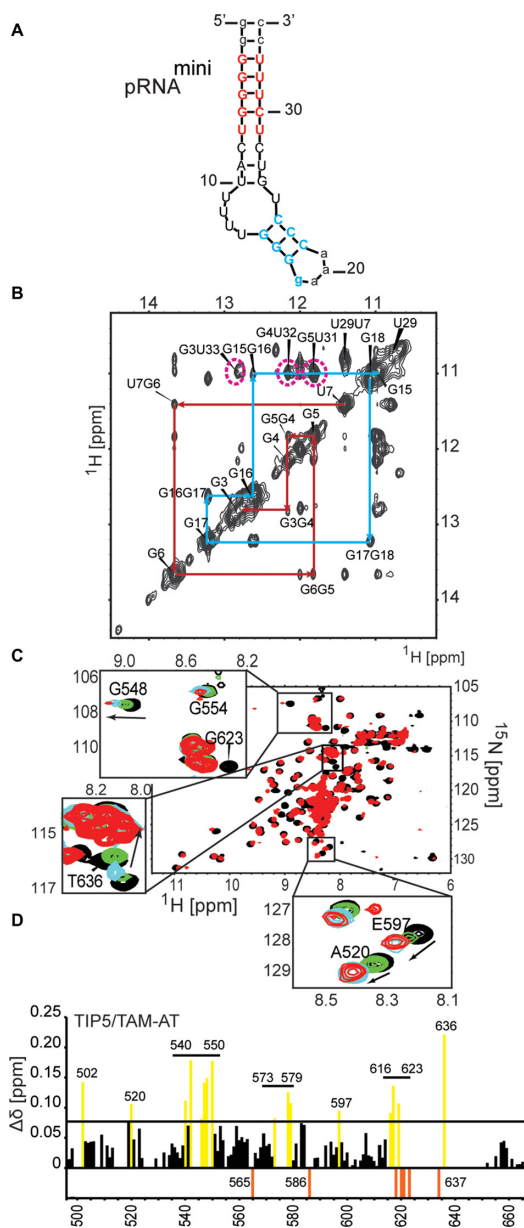 A
5' 3'
pRNA mini
g c
g c
G U
G U
G U
G C 30
U U
C C
A U
10 U G
U U
U C
U C
U G C
G a
G a 20
g a
B
14 13 12 11
G3U33 G15G16 G4U32 G5U31 U29U7 G18 U29
U7G6 U7 G15
G5G4 G5
G4
G16G17 G3 G16
G17 G3G4
G17G18
G6 G6G5
¹H [ppm]
11
12
13
14
¹H [ppm]
C
9.0 8.6 8.2
106
108
110
G548
G554
G623
8.2 8.0
115
117
T636
105
110
115
120
125
130
¹⁵N [ppm]
11 10 9 8 7 6
¹H [ppm]
127
128
129
E597
A520
8.5 8.3 8.1
D
TIP5/TAM-AT
0.25
0.20
0.15
0.10
0.05
0
Δδ [ppm]
502 520 540 550 573 579 597 616 623 636
565 586 637
500 520 540 560 580 600 620 640 660